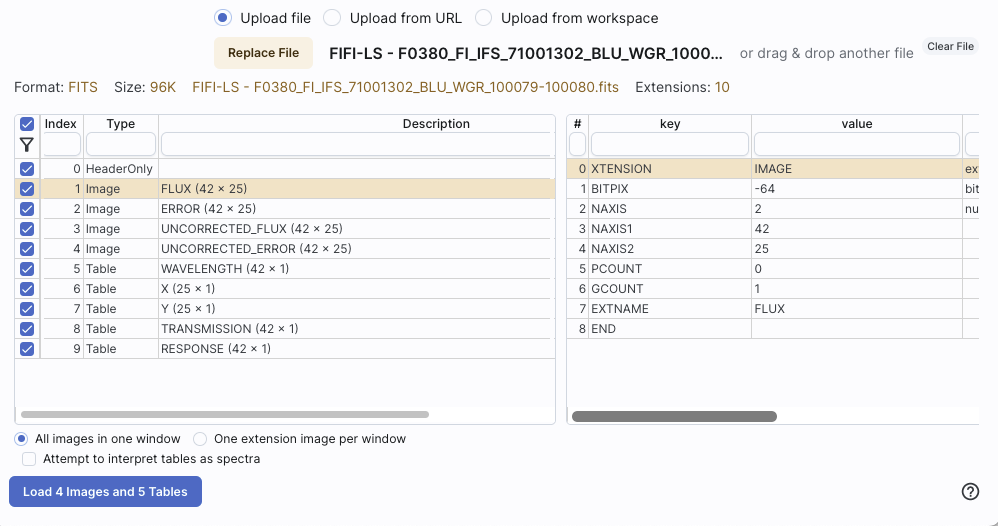 Upload file Upload from URL Upload from workspace
Replace File FIFI-LS - F0380_FI_IFS_71001302_BLU_WGR_1000... or drag & drop another file Clear File
Format: FITS Size: 96K FIFI-LS - F0380_FI_IFS_71001302_BLU_WGR_100079-100080.fits Extensions: 10
Index Type Description
0 HeaderOnly
1 Image FLUX (42 × 25)
2 Image ERROR (42 × 25)
3 Image UNCORRECTED_FLUX (42 × 25)
4 Image UNCORRECTED_ERROR (42 × 25)
5 Table WAVELENGTH (42 × 1)
6 Table X (25 × 1)
7 Table Y (25 × 1)
8 Table TRANSMISSION (42 × 1)
9 Table RESPONSE (42 × 1)
# key value
0 XTENSION IMAGE ex
1 BITPIX -64 bit
2 NAXIS 2 nu
3 NAXIS1 42
4 NAXIS2 25
5 PCOUNT 0
6 GCOUNT 1
7 EXTNAME FLUX
8 END
All images in one window One extension image per window
Attempt to interpret tables as spectra
Load 4 Images and 5 Tables